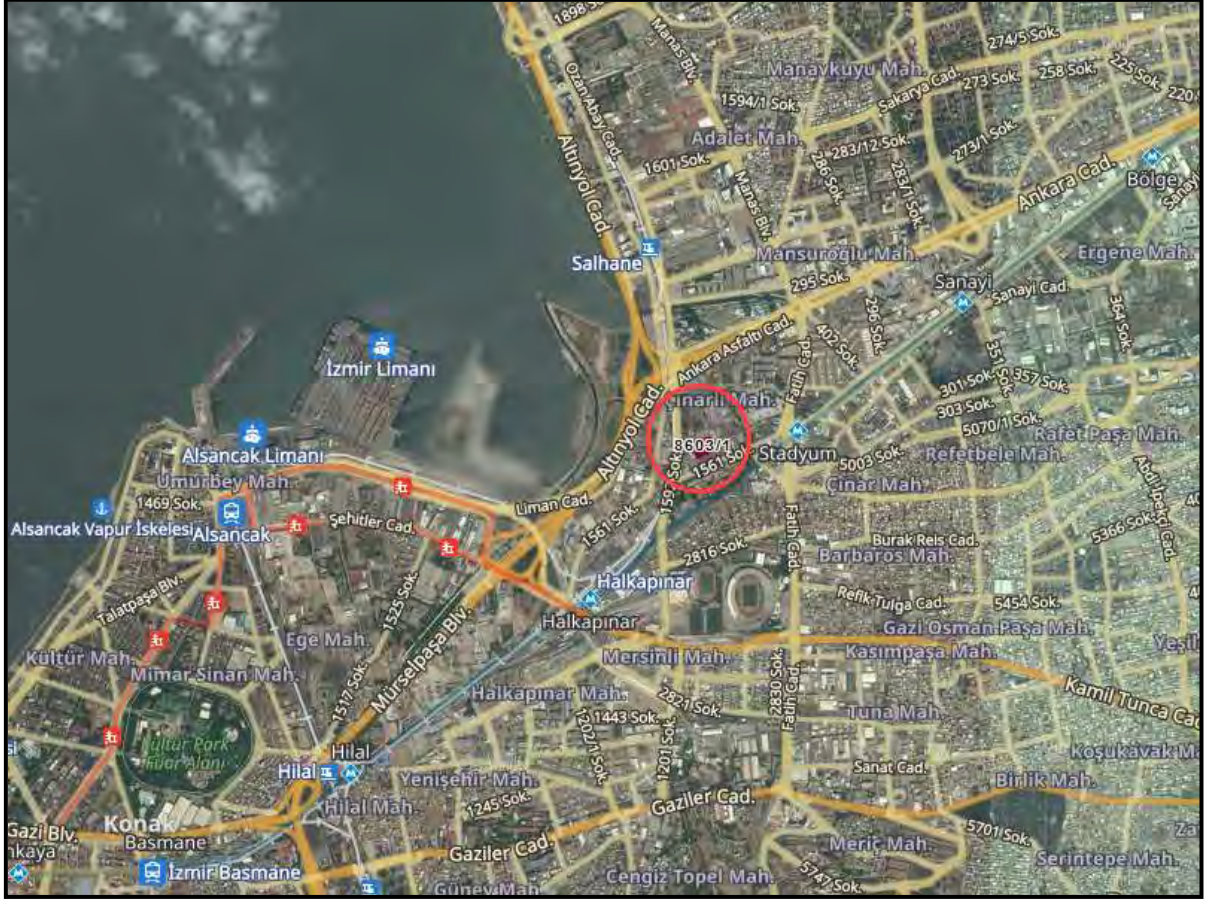 1898 Sok.
Manas Blv.
274/5 Sok.
Manavkuyu Mah.
Ozan Abay Cad.
273 Sok.
258 Sok.
225 Sok.
220
1594/1 Sok.
Sakarya Cad.
Adalet Mah.
Altınyol Cad.
283/12 Sok.
273/1 Sok.
1601 Sok.
286 Sok.
283/1 Sok.
Ankara Cad.
Bölge
Manas Blv.
Sanayi
Salhane
Mansuroğlu Mah.
Ergene Mah.
295 Sok.
Sanayi
Sanayi Cad.
296 Sok.
364 Sok.
Ankara Asfaltı Cad.
402 Sok.
351 Sok.
İzmir Limanı
Fatih Cad.
301 Sok.
357 Sok.
Çınarlı Mah.
303 Sok.
5070/1 Sok.
Rafet Paşa Mah.
8603/1
Altınyol Cad.
Stadyum
Alsancak Limanı
1561 Sok.
5003 Sok.
Refetbele Mah.
Umurbey Mah.
Çınar Mah.
Abdi İpekçi Cad.
1469 Sok.
Liman Cad.
Alsancak Vapur İskelesi
Alsancak
Şehitler Cad.
1561 Sok.
Fatih Cad.
5366 Sok.
2816 Sok.
Burak Reis Cad.
Barbaros Mah.
Talatpaşa Blv.
1525 Sok.
Halkapınar
Refik Tulga Cad.
5454 Sok.
Halkapınar
Gazi Osman Paşa Mah.
Ege Mah.
Kültür Mah.
Mersinli Mah.
Kasımpaşa Mah.
Mimar Sinan Mah.
Mürselpaşa Blv.
1517 Sok.
Halkapınar Mah.
2821 Sok.
2830 Sok.
Fatih Cad.
Kamil Tunca Cad
1443 Sok.
Tuna Mah.
Kültür Park
Fuar Alanı
1202/1 Sok.
1201 Sok.
Koşukavak M
Hilal
Hilal
Yenişehir Mah.
Sanat Cad.
Birlik Mah.
Hilal Mah.
1245 Sok.
Gaziler Cad.
Gazi Blv.
Konak
Basmane
5701 Sok.
nkaya
Gaziler Cad.
Meriç Mah.
Serintepe Mah.
İzmir Basmane
Güney Mah.
Cengiz Topel Mah.
5747 Sok.